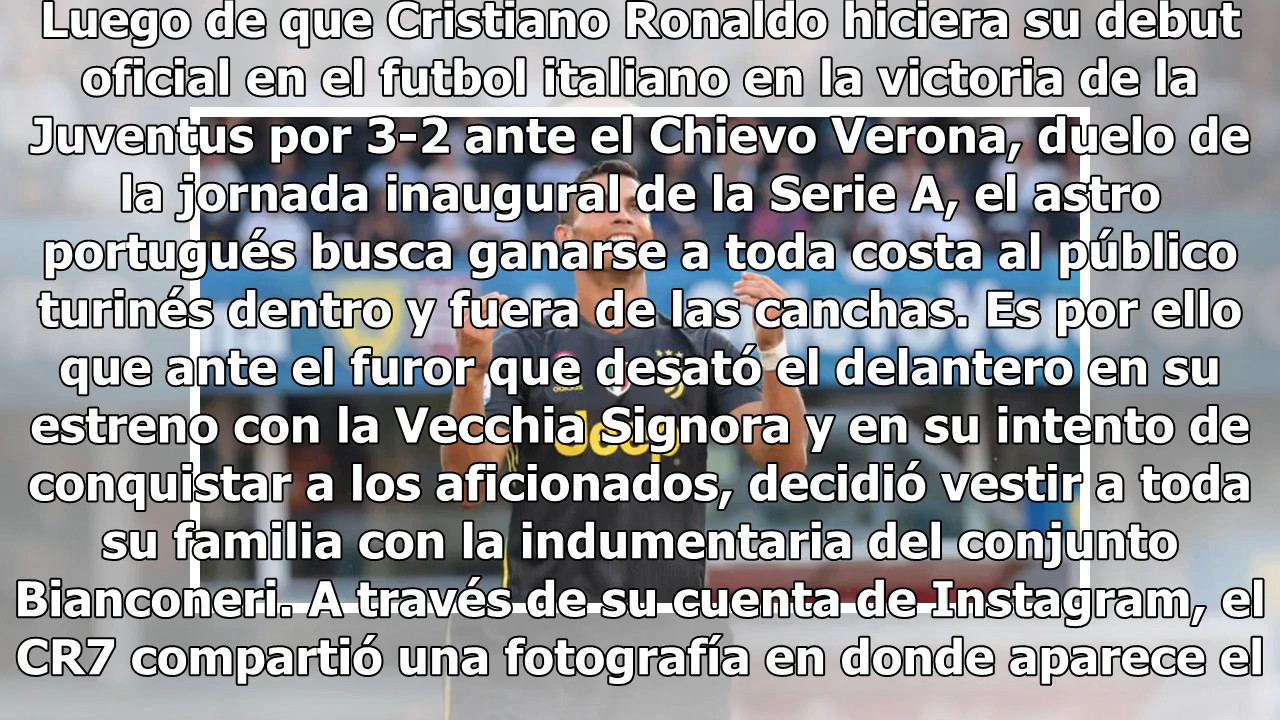 Luego de que Cristiano Ronaldo hiciera su debut
oficial en el futbol italiano en la victoria de la
Juventus por 3-2 ante el Chievo Verona, duelo de
la jornada inaugural de la Serie A, el astro
portugués busca ganarse a toda costa al público
turinés dentro y fuera de las canchas. Es por ello
que ante el furor que desató el delantero en su
estreno con la Vecchia Signora y en su intento de
conquistar a los aficionados, decidió vestir a toda
su familia con la indumentaria del conjunto
Bianconeri. A través de su cuenta de Instagram, el
CR7 compartió una fotografía en donde aparece el
adidas
Jeep